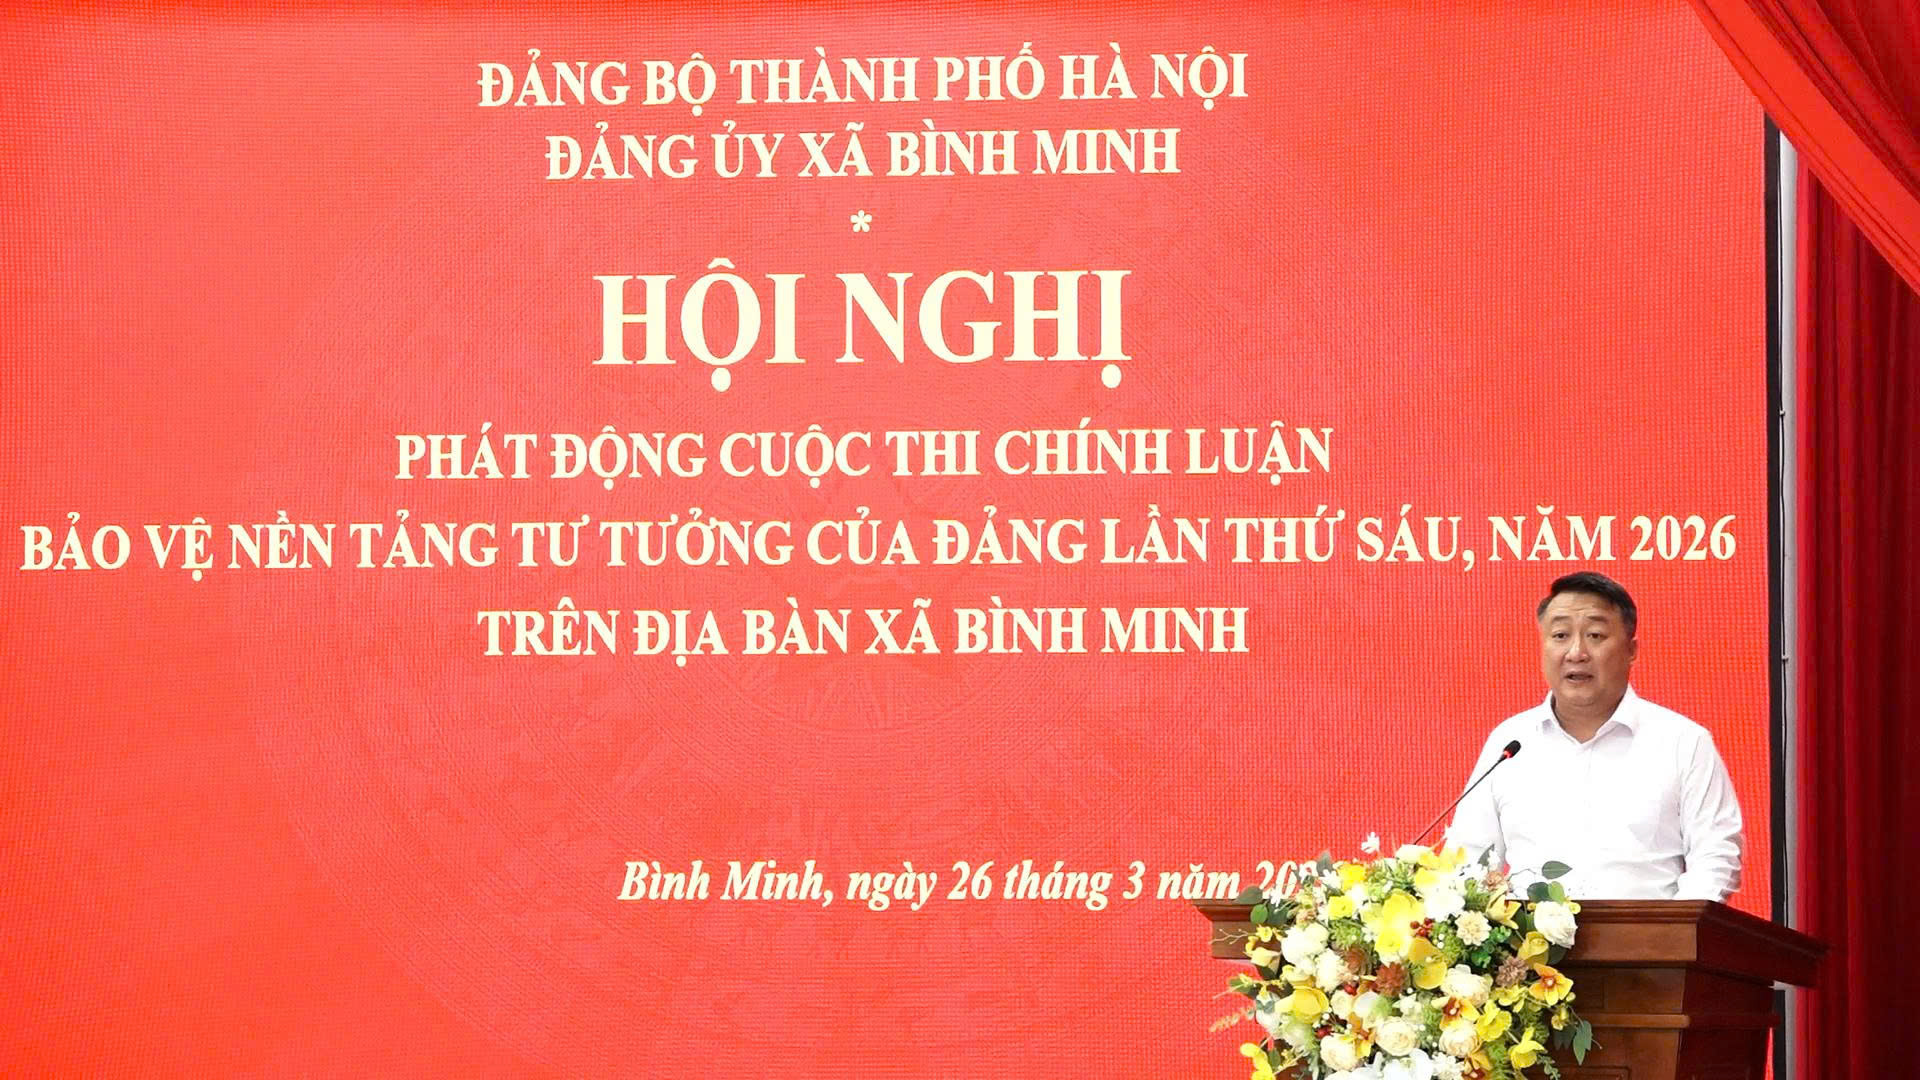 ĐẢNG BỘ THÀNH PHỐ HÀ NỘI
ĐẢNG ỦY XÃ BÌNH MINH
*
HỘI NGHỊ
PHÁT ĐỘNG CUỘC THI CHÍNH LUẬN
BẢO VỆ NỀN TẢNG TƯ TƯỞNG CỦA ĐẢNG LẦN THỨ SÁU, NĂM 2026
TRÊN ĐỊA BÀN XÃ BÌNH MINH
Bình Minh, ngày 26 tháng 3 năm